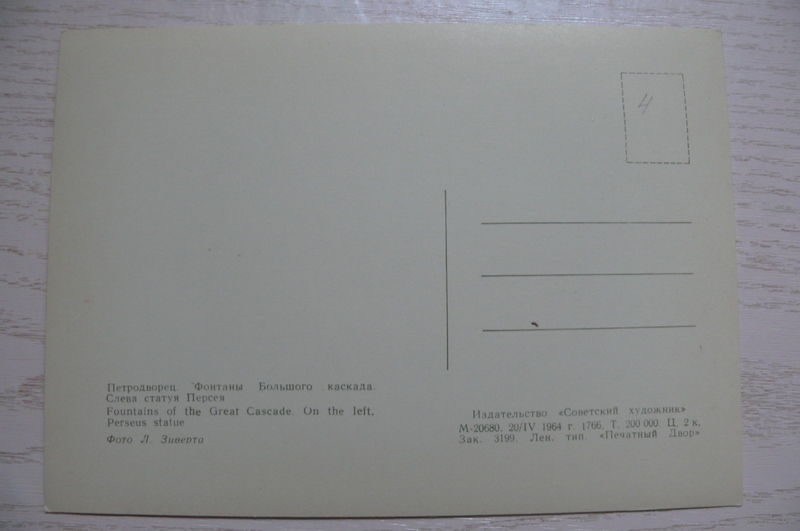 4
Петродворец. Фонтаны Большого каскада.
Слева статуя Персея
Fountains of the Great Cascade. On the left,
Perseus statue
Фото Л. Зиверта
Издательство «Советский художник»
М-20680. 20/IV 1964 г. 1766. Т. 200 000. Ц. 2 к.
Зак. 3199. Лен. тип. «Печатный Двор»